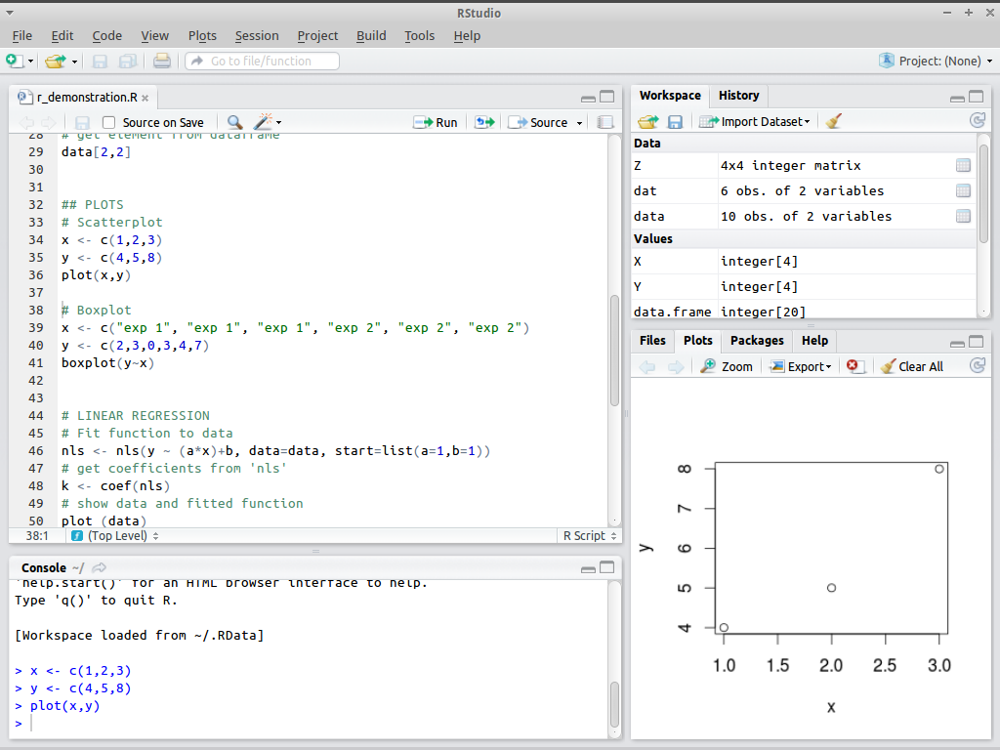 RStudio
File Edit Code View Plots Session Project Build Tools Help
Go to file/function
Project: (None)
r_demonstration.R
Source on Save
Run
Source
28 # get element from dataframe
29 data[2,2]
30
31
32 ## PLOTS
33 # Scatterplot
34 x <- c(1,2,3)
35 y <- c(4,5,8)
36 plot(x,y)
37
38 # Boxplot
39 x <- c("exp 1", "exp 1", "exp 1", "exp 2", "exp 2", "exp 2")
40 y <- c(2,3,0,3,4,7)
41 boxplot(y~x)
42
43
44 # LINEAR REGRESSION
45 # Fit function to data
46 nls <- nls(y ~ (a*x)+b, data=data, start=list(a=1,b=1))
47 # get coefficients from 'nls'
48 k <- coef(nls)
49 # show data and fitted function
50 plot (data)
38:1 (Top Level) R Script
Console ~/
'help.start()' for an HTML browser interface to help.
Type 'q()' to quit R.
[Workspace loaded from ~/.RData]
> x <- c(1,2,3)
> y <- c(4,5,8)
> plot(x,y)
>
Workspace History
Import Dataset
Data
Z 4x4 integer matrix
dat 6 obs. of 2 variables
data 10 obs. of 2 variables
Values
X integer[4]
Y integer[4]
data.frame integer[20]
Files Plots Packages Help
Zoom Export Clear All
8
7
6
5
4
y
1.0 1.5 2.0 2.5 3.0
x